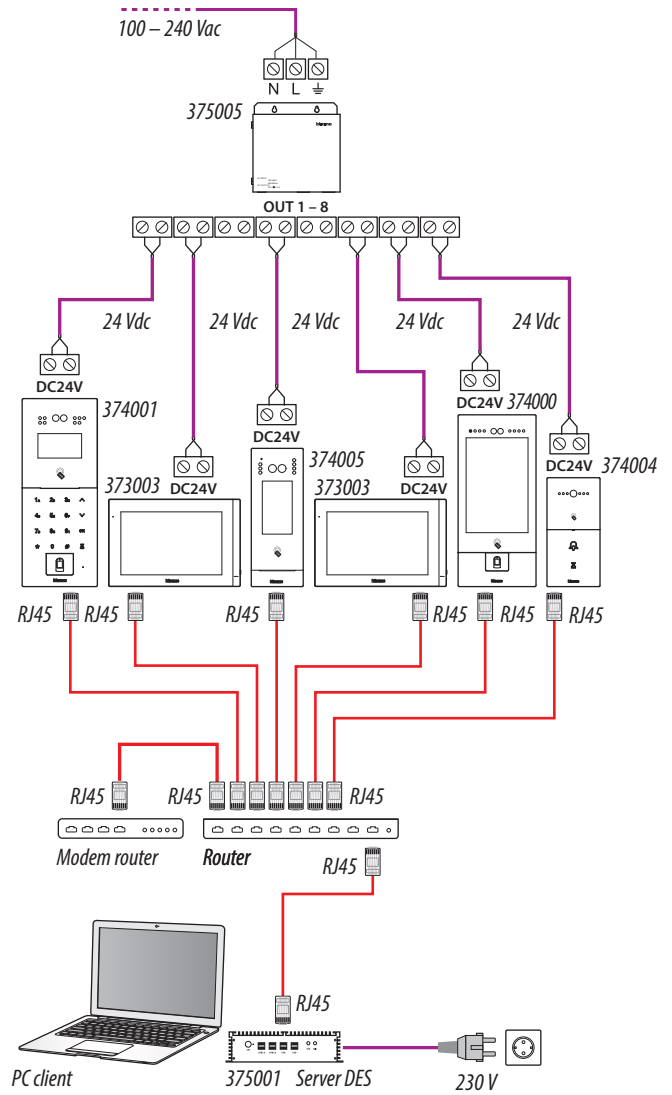 100 – 240 Vac
N L
375005
OUT 1 – 8
24 Vdc 24 Vdc 24 Vdc 24 Vdc 24 Vdc
DC24V
374001
DC24V 374000
DC24V
374005
DC24V 374004
373003 DC24V
373003 DC24V
RJ45 RJ45 RJ45 RJ45 RJ45 RJ45
RJ45 RJ45 RJ45
Modem router Router
RJ45
RJ45
PC client 375001 Server DES 230 V